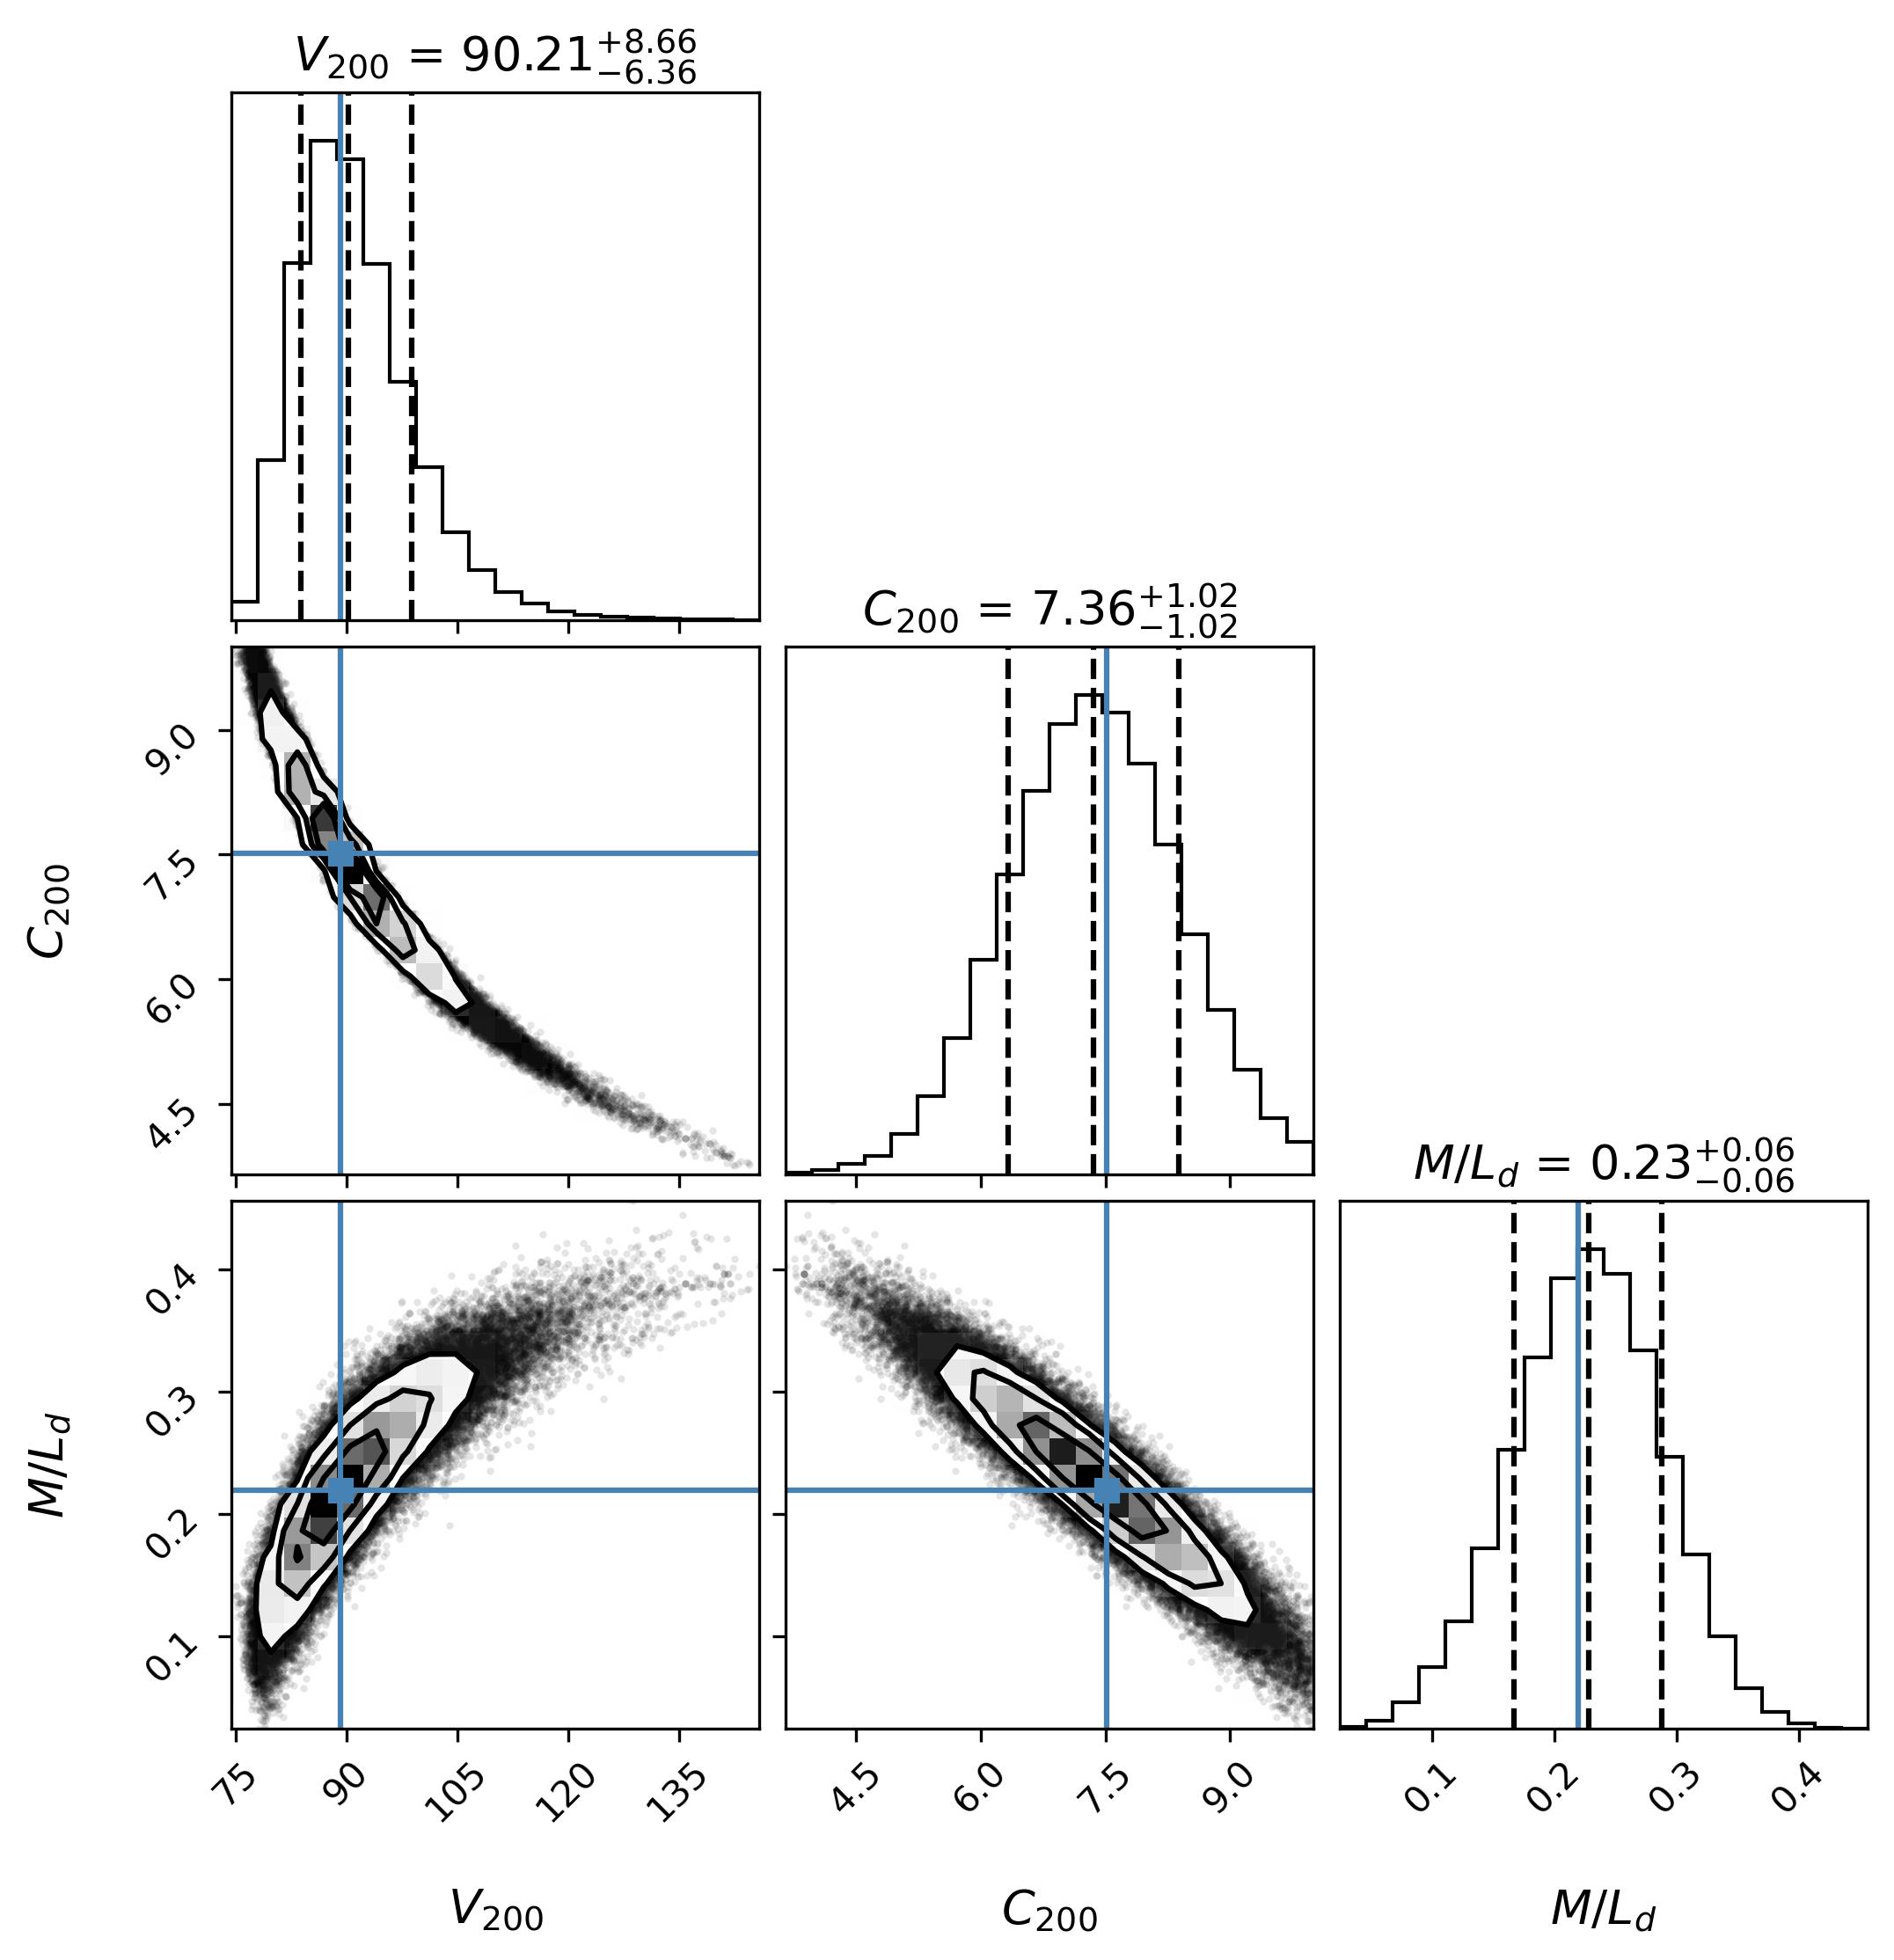 V₂₀₀ = 90.21 +8.66 −6.36
C₂₀₀ = 7.36 +1.02 −1.02
9.0
7.5
6.0
4.5
C₂₀₀
M/L_d = 0.23 +0.06 −0.06
0.4
0.3
0.2
0.1
M/L_d
75 90 105 120 135
4.5 6.0 7.5 9.0
0.1 0.2 0.3 0.4
V₂₀₀
C₂₀₀
M/L_d